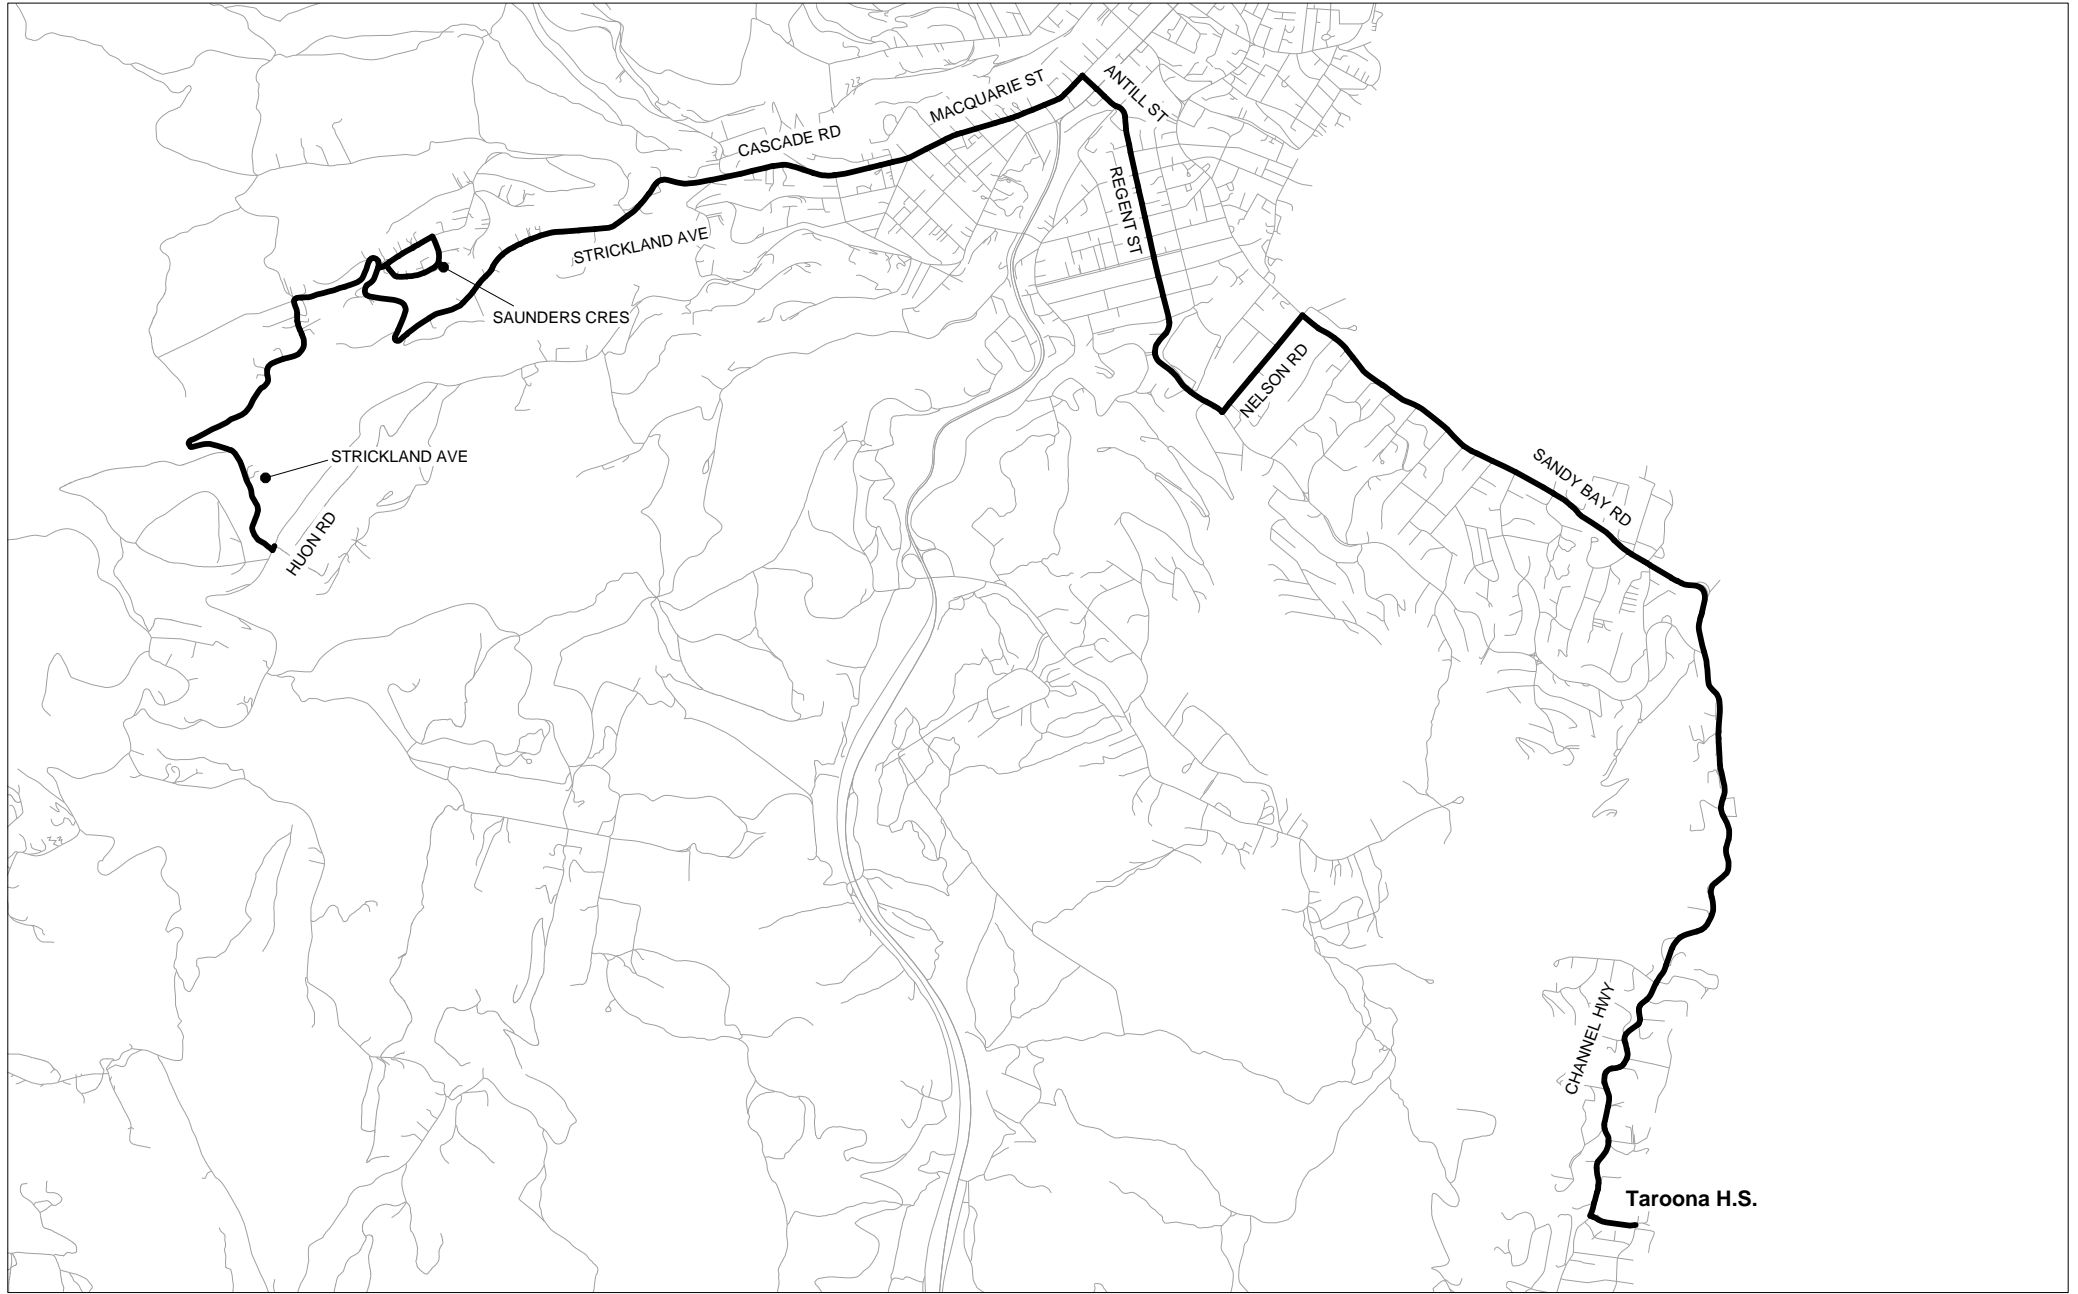 ANTILL ST
MACQUARIE ST
CASCADE RD
REGENT ST
STRICKLAND AVE
SAUNDERS CRES
NELSON RD
STRICKLAND AVE
SANDY BAY RD
HUON RD
CHANNEL HWY
Taroona H.S.